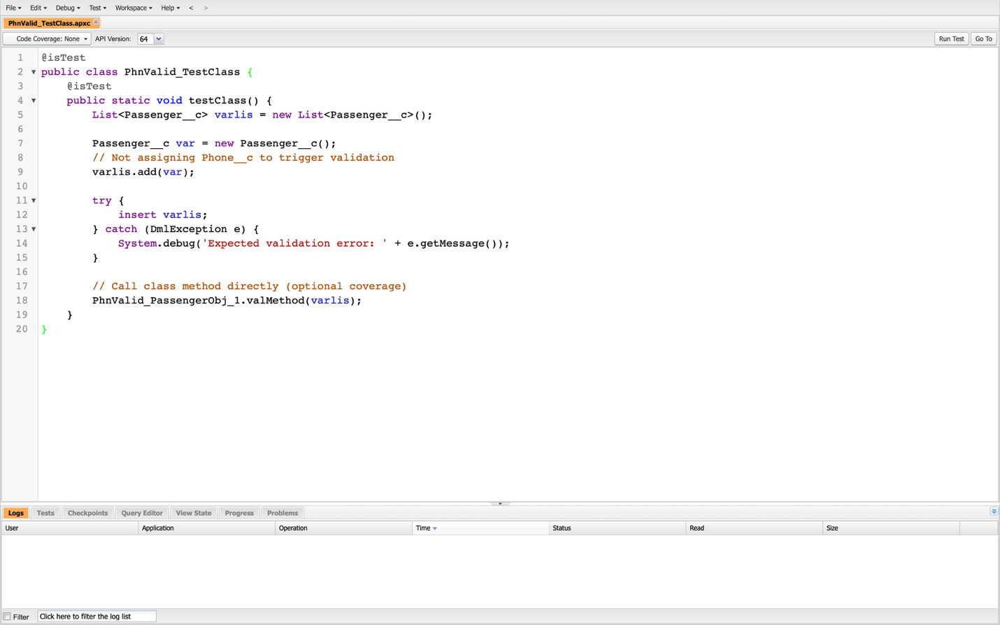 File Edit Debug Test Workspace Help < >
PhnValid_TestClass.apxc
Code Coverage: None API Version: 64 Run Test Go To
1 @isTest
2 public class PhnValid_TestClass {
3 @isTest
4 public static void testClass() {
5 List<Passenger__c> varlis = new List<Passenger__c>();
6
7 Passenger__c var = new Passenger__c();
8 // Not assigning Phone__c to trigger validation
9 varlis.add(var);
10
11 try {
12 insert varlis;
13 } catch (DmlException e) {
14 System.debug('Expected validation error: ' + e.getMessage());
15 }
16
17 // Call class method directly (optional coverage)
18 PhnValid_PassengerObj_1.valMethod(varlis);
19 }
20 }
Logs Tests Checkpoints Query Editor View State Progress Problems
User Application Operation Time Status Read Size
Filter Click here to filter the log list